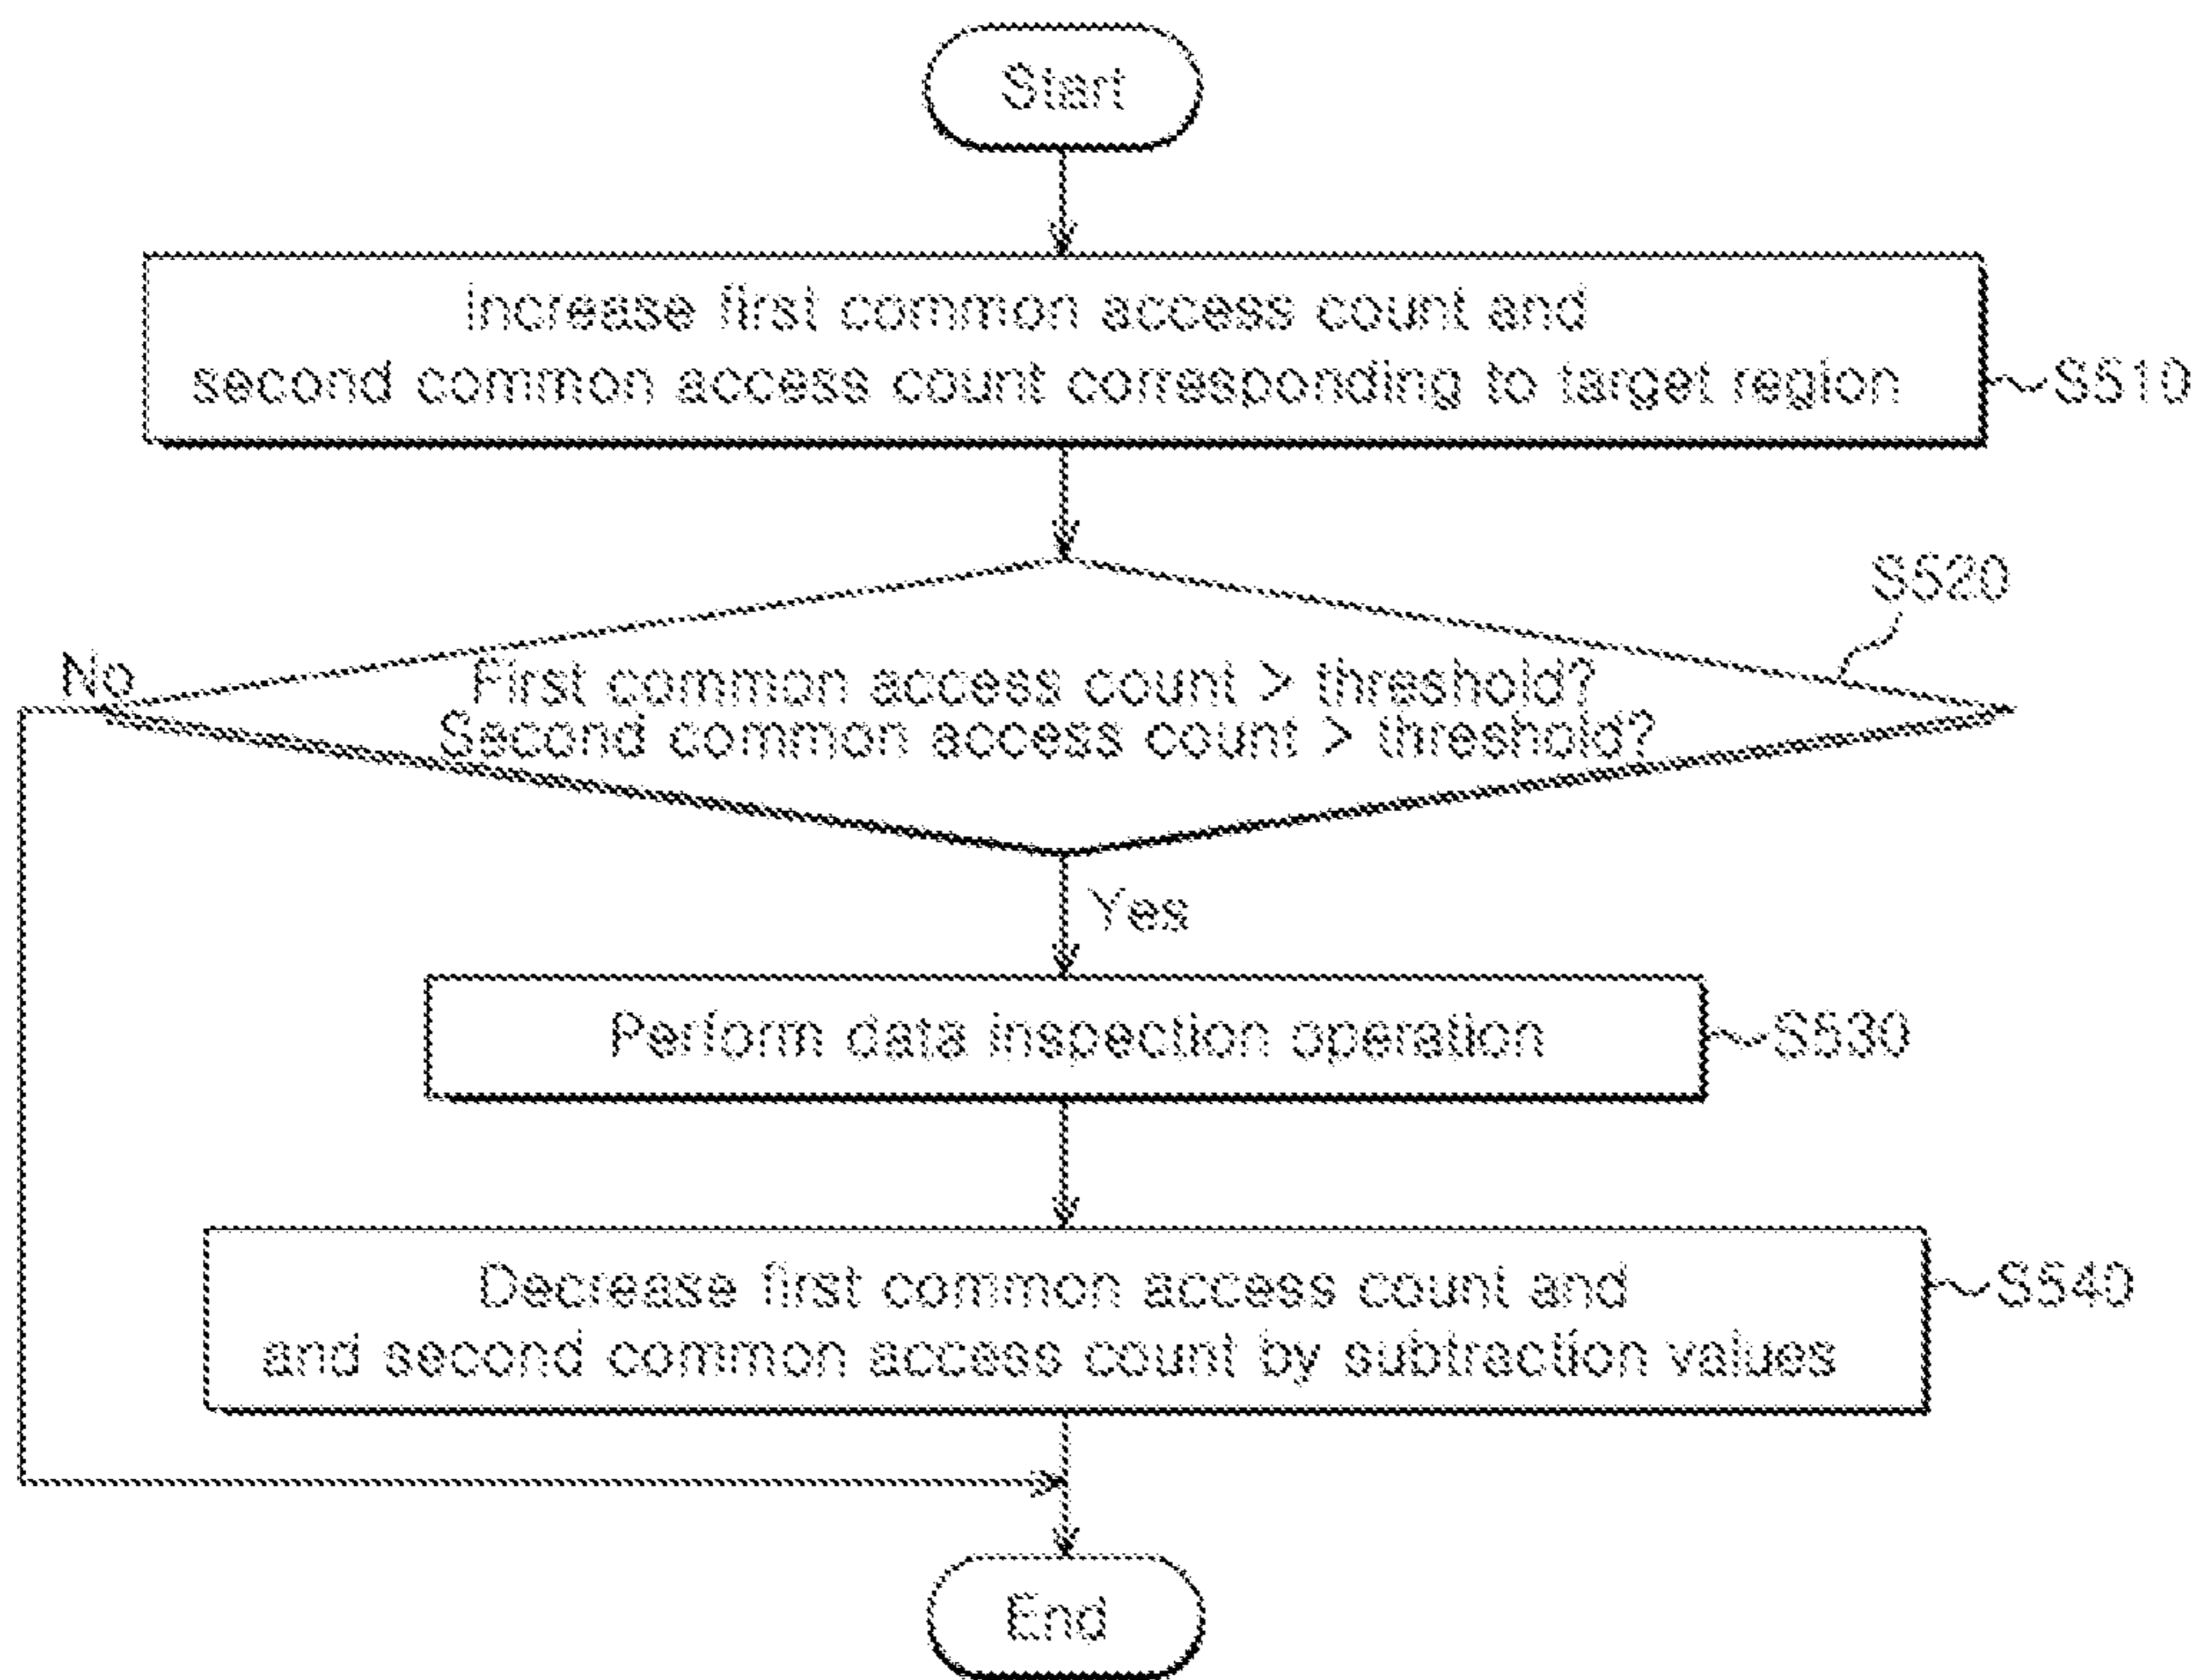 Start
Increase first common access count and
second common access count corresponding to target region
S510
S520
No
First common access count > threshold?
Second common access count > threshold?
Yes
Perform data inspection operation
S530
Decrease first common access count and
and second common access count by subtraction values
S540
End